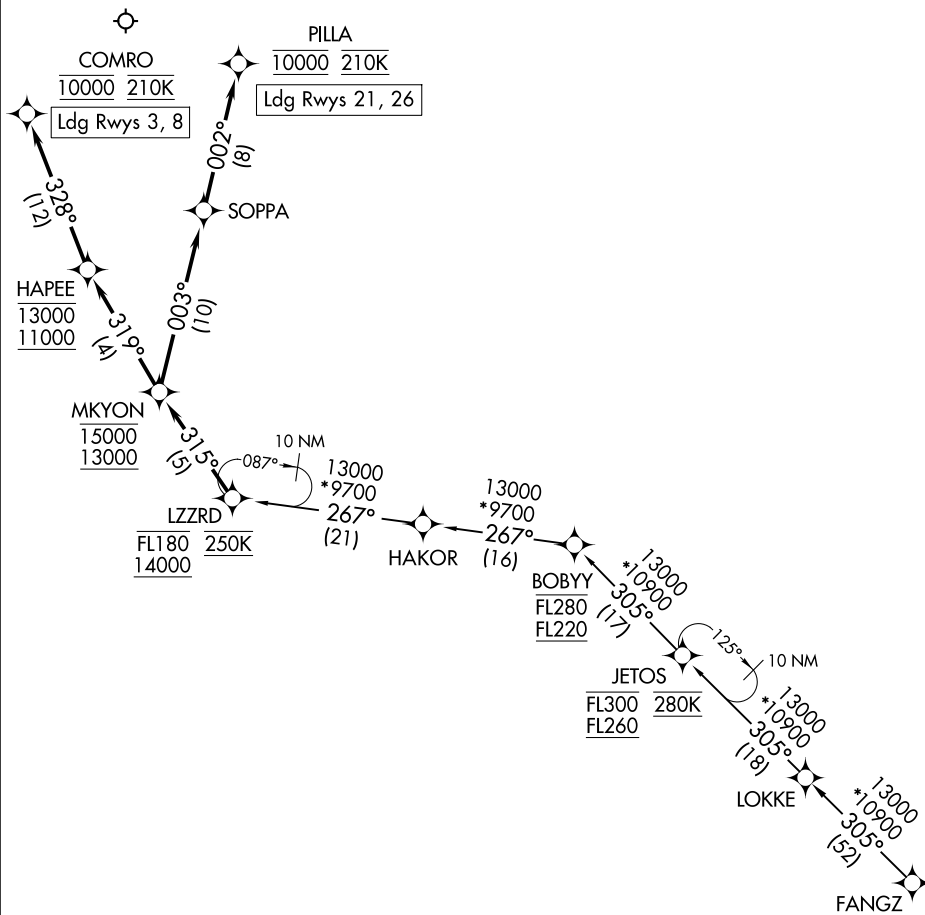 COMRO
10000 210K
Ldg Rwys 3, 8
PILLA
10000 210K
Ldg Rwys 21, 26
002°
(8)
328°
(12)
SOPPA
HAPEE
13000
11000
003°
(10)
319°
(4)
MKYON
15000
13000
315°
(5)
10 NM
087°
LZZRD
FL180 250K
14000
13000
*9700
267°
(21)
HAKOR
13000
*9700
267°
(16)
BOBYY
FL280
FL220
13000
*10900
305°
(17)
125°
10 NM
JETOS
FL300 280K
FL260
13000
*10900
305°
(18)
LOKKE
13000
*10900
305°
(52)
FANGZ